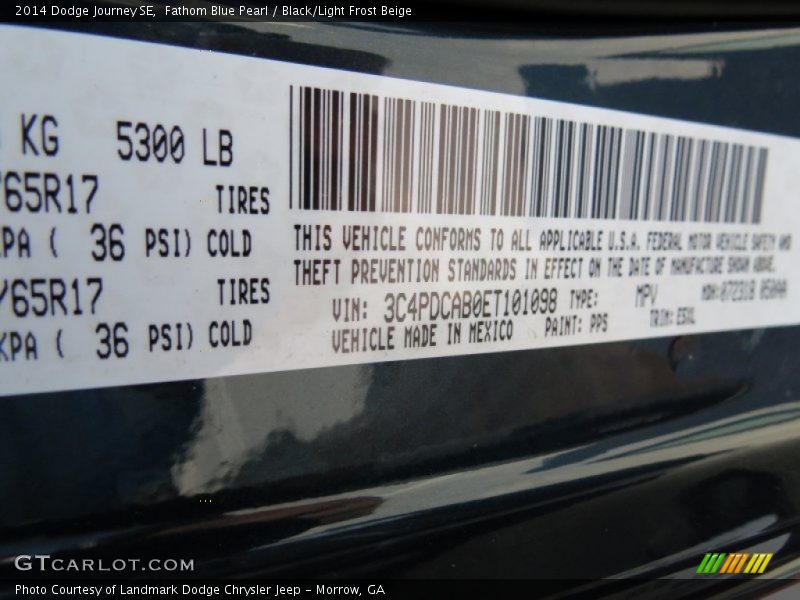 2014 Dodge Journey SE,  Fathom Blue Pearl / Black/Light Frost Beige
KG 5300 LB
65R17 TIRES
KPA ( 36 PSI) COLD
/65R17 TIRES
KPA ( 36 PSI) COLD
THIS VEHICLE CONFORMS TO ALL APPLICABLE U.S.A. FEDERAL MOTOR VEHICLE SAFETY AND
THEFT PREVENTION STANDARDS IN EFFECT ON THE DATE OF MANUFACTURE SHOWN ABOVE.
VIN: 3C4PDCAB0ET101098 TYPE: MPV
VEHICLE MADE IN MEXICO PAINT: PPS TRIM:
GTCARLOT.COM
Photo Courtesy of Landmark Dodge Chrysler Jeep – Morrow, GA